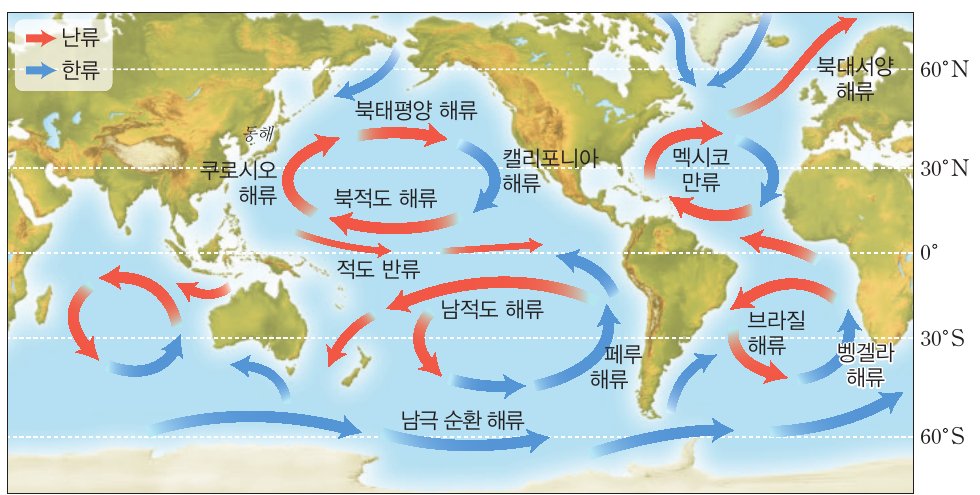 난류
한류
60°N
북대서양
해류
북태평양 해류
동해
쿠로시오
해류
캘리포니아
해류
멕시코
만류
30°N
북적도 해류
0°
적도 반류
남적도 해류
브라질
해류
30°S
페루
해류
벵겔라
해류
남극 순환 해류
60°S